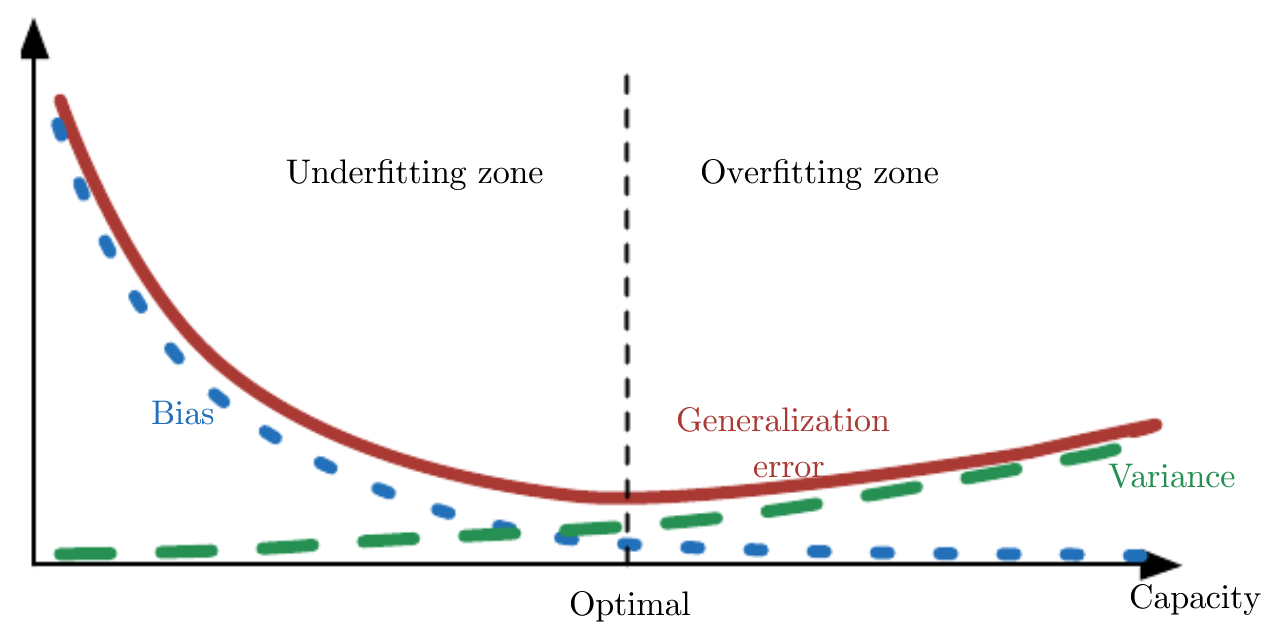 Underfitting zone
Overfitting zone
Bias
Generalization
error
Variance
Optimal
Capacity